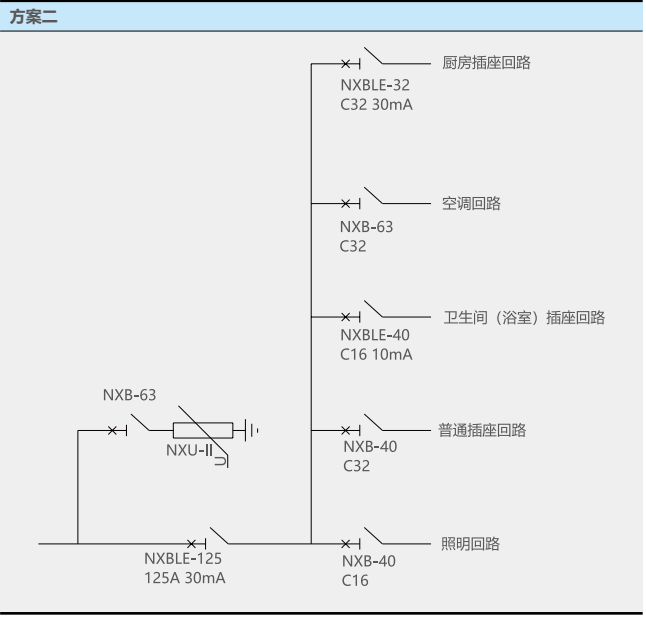 方案二
厨房插座回路
NXBLE-32
C32 30mA
空调回路
NXB-63
C32
卫生间（浴室）插座回路
NXBLE-40
C16 10mA
NXB-63
NXU-II
U
普通插座回路
NXB-40
C32
NXBLE-125
125A 30mA
照明回路
NXB-40
C16